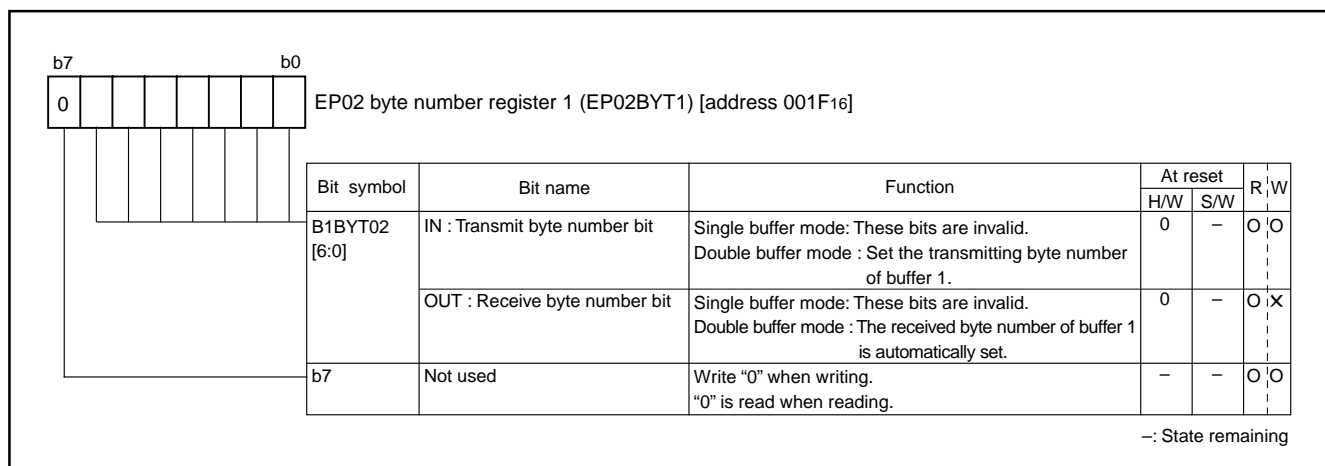 b7 b0
0 EP02 byte number register 1 (EP02BYT1) [address 001F16]
Bit symbol Bit name Function At reset R W
H/W S/W
B1BYT02 IN : Transmit byte number bit Single buffer mode: These bits are invalid. 0 – O O
[6:0] Double buffer mode : Set the transmitting byte number
of buffer 1.
OUT : Receive byte number bit Single buffer mode: These bits are invalid. 0 – O ✕
Double buffer mode : The received byte number of buffer 1
is automatically set.
b7 Not used Write “0” when writing. – – O O
“0” is read when reading.
–: State remaining